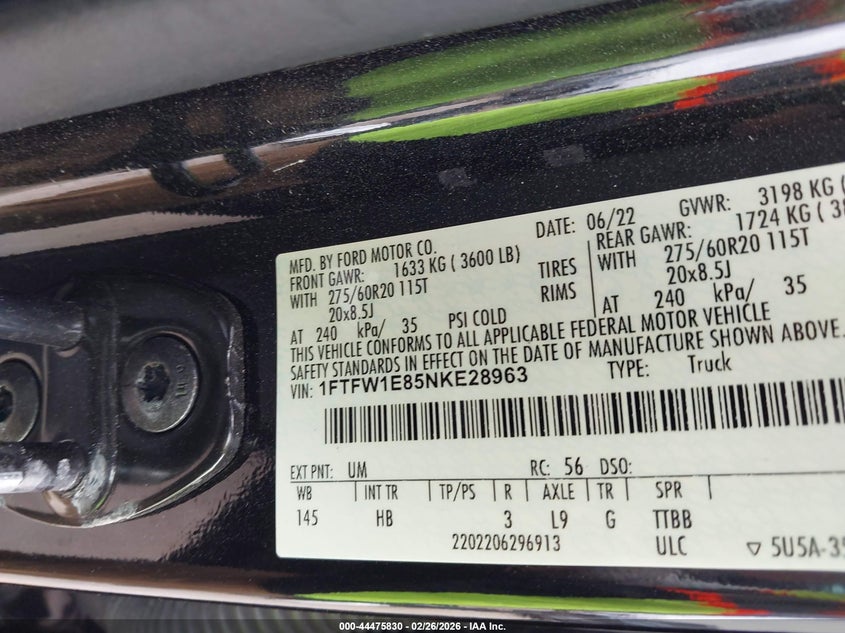 MFD. BY FORD MOTOR CO. DATE: 06/22 GVWR: 3198 KG (
FRONT GAWR: 1633 KG ( 3600 LB) REAR GAWR: 1724 KG ( 38
WITH 275/60R20 115T TIRES WITH 275/60R20 115T
20x8.5J RIMS 20x8.5J
AT 240 kPa/ 35 PSI COLD AT 240 kPa/ 35
THIS VEHICLE CONFORMS TO ALL APPLICABLE FEDERAL MOTOR VEHICLE
SAFETY STANDARDS IN EFFECT ON THE DATE OF MANUFACTURE SHOWN ABOVE.
VIN: 1FTFW1E85NKE28963 TYPE: Truck
EXT PNT: UM RC: 56 DSO:
WB INT TR TP/PS R AXLE TR SPR
145 HB 3 L9 G TTBB
2202206296913 ULC 5U5A-35
000-44475830 - 02/26/2026 - IAA Inc.